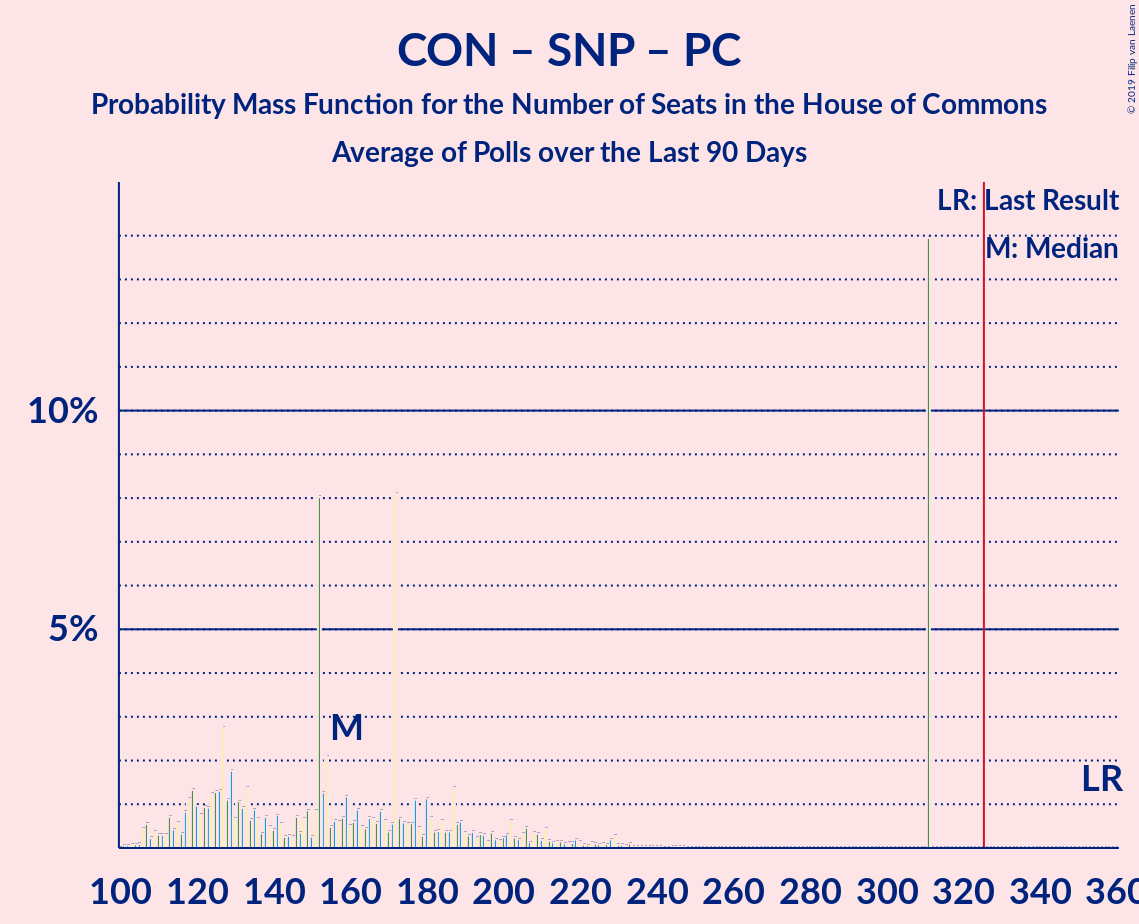 CON – SNP – PC
Probability Mass Function for the Number of Seats in the House of Commons
Average of Polls over the Last 90 Days
© 2019 Filip van Laenen
LR: Last Result
M: Median
10%
5%
M
LR
100 120 140 160 180 200 220 240 260 280 300 320 340 360